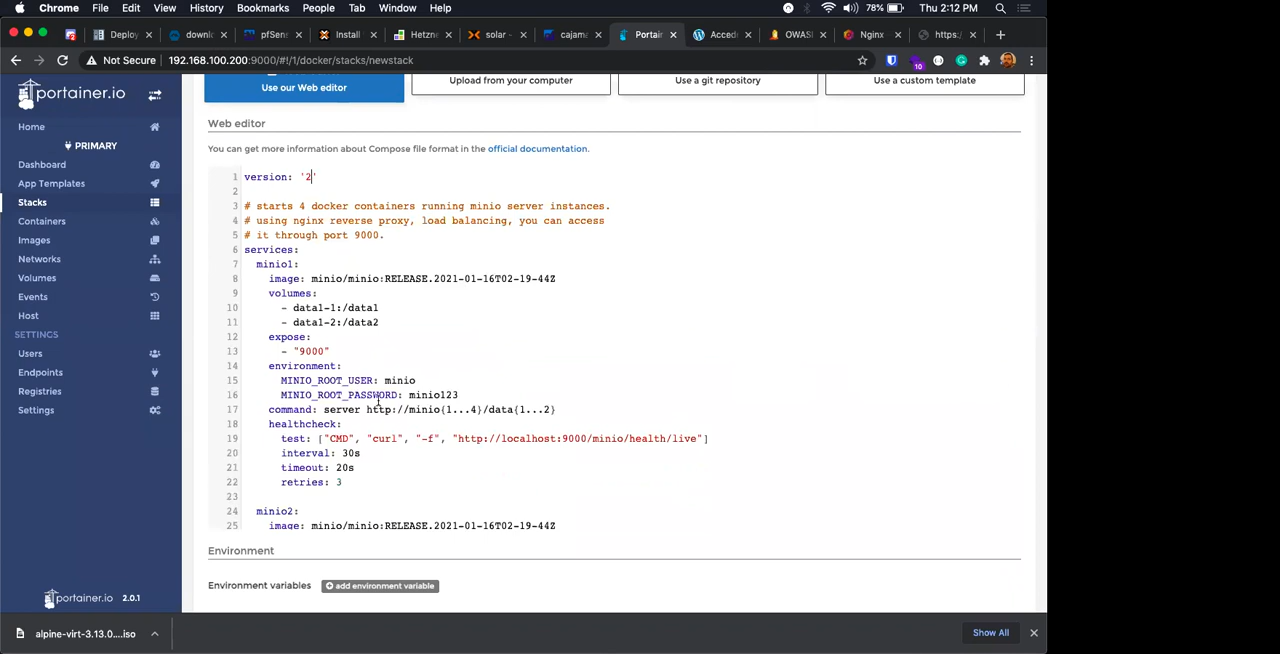 Chrome File Edit View History Bookmarks People Tab Window Help 78% Thu 2:12 PM
Deploy downlo pfSens Install Hetzne solar - cajama Portai Accede OWAS Nginx https:/
Not Secure 192.168.100.200:9000/#!/1/docker/stacks/newstack 10
portainer.io
Home
PRIMARY
Dashboard
App Templates
Stacks
Containers
Images
Networks
Volumes
Events
Host
SETTINGS
Users
Endpoints
Registries
Settings
portainer.io 2.0.1
Use our Web editor Upload from your computer Use a git repository Use a custom template
Web editor
You can get more information about Compose file format in the official documentation.
1 version: '2'
2
3 # starts 4 docker containers running minio server instances.
4 # using nginx reverse proxy, load balancing, you can access
5 # it through port 9000.
6 services:
7 minio1:
8 image: minio/minio:RELEASE.2021-01-16T02-19-44Z
9 volumes:
10 - data1-1:/data1
11 - data1-2:/data2
12 expose:
13 - "9000"
14 environment:
15 MINIO_ROOT_USER: minio
16 MINIO_ROOT_PASSWORD: minio123
17 command: server http://minio{1...4}/data{1...2}
18 healthcheck:
19 test: ["CMD", "curl", "-f", "http://localhost:9000/minio/health/live"]
20 interval: 30s
21 timeout: 20s
22 retries: 3
23
24 minio2:
25 image: minio/minio:RELEASE.2021-01-16T02-19-44Z
Environment
Environment variables add environment variable
alpine-virt-3.13.0....iso Show All